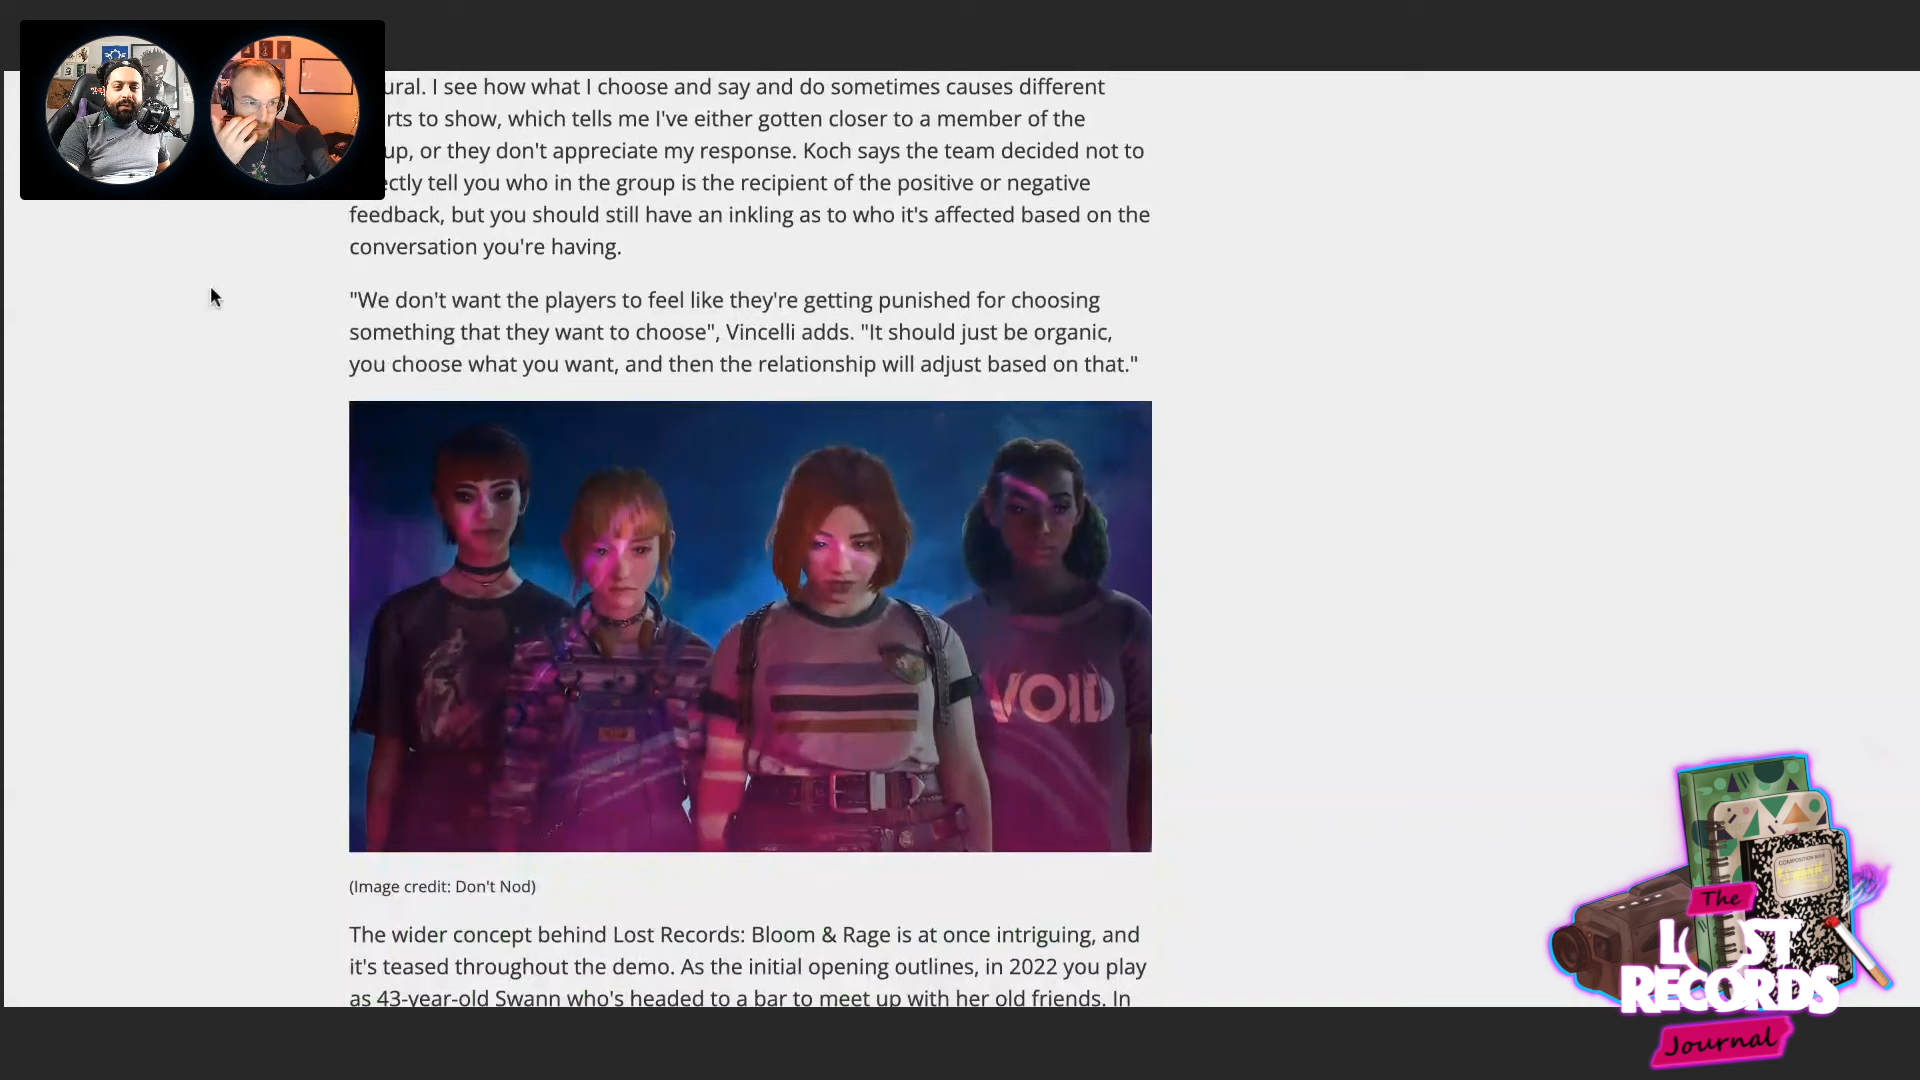 ural. I see how what I choose and say and do sometimes causes different
rts to show, which tells me I've either gotten closer to a member of the
up, or they don't appreciate my response. Koch says the team decided not to
ectly tell you who in the group is the recipient of the positive or negative
feedback, but you should still have an inkling as to who it's affected based on the
conversation you're having.
"We don't want the players to feel like they're getting punished for choosing
something that they want to choose", Vincelli adds. "It should just be organic,
you choose what you want, and then the relationship will adjust based on that."
VOID
(Image credit: Don't Nod)
The wider concept behind Lost Records: Bloom & Rage is at once intriguing, and
it's teased throughout the demo. As the initial opening outlines, in 2022 you play
as 43-year-old Swann who's headed to a bar to meet up with her old friends. In
COMPOSITION BOOK
The
LOST
RECORDS
Journal